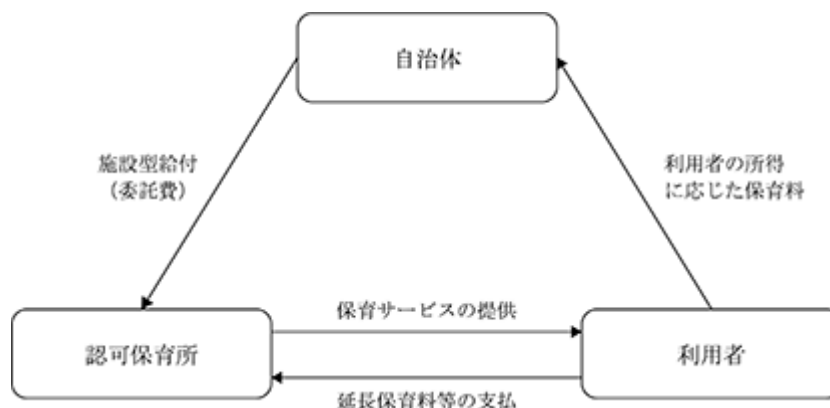 自治体
施設型給付
（委託費）
利用者の所得
に応じた保育料
保育サービスの提供
認可保育所
利用者
延長保育料等の支払